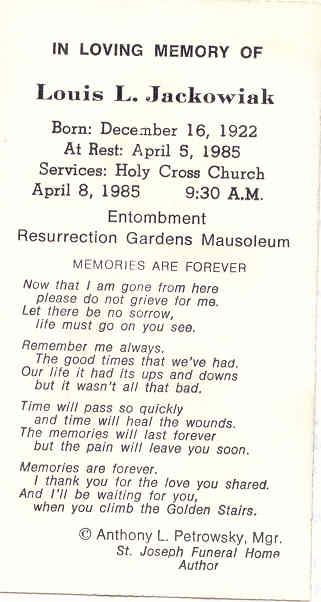 IN LOVING MEMORY OF
Louis L. Jackowiak
Born: December 16, 1922
At Rest: April 5, 1985
Services: Holy Cross Church
April 8, 1985 9:30 A.M.
Entombment
Resurrection Gardens Mausoleum
MEMORIES ARE FOREVER
Now that I am gone from here
please do not grieve for me.
Let there be no sorrow,
life must go on you see.
Remember me always.
The good times that we've had.
Our life it had its ups and downs
but it wasn't all that bad.
Time will pass so quickly
and time will heal the wounds.
The memories will last forever
but the pain will leave you soon.
Memories are forever.
I thank you for the love you shared.
And I'll be waiting for you,
when you climb the Golden Stairs.
© Anthony L. Petrowsky, Mgr.
St. Joseph Funeral Home
Author